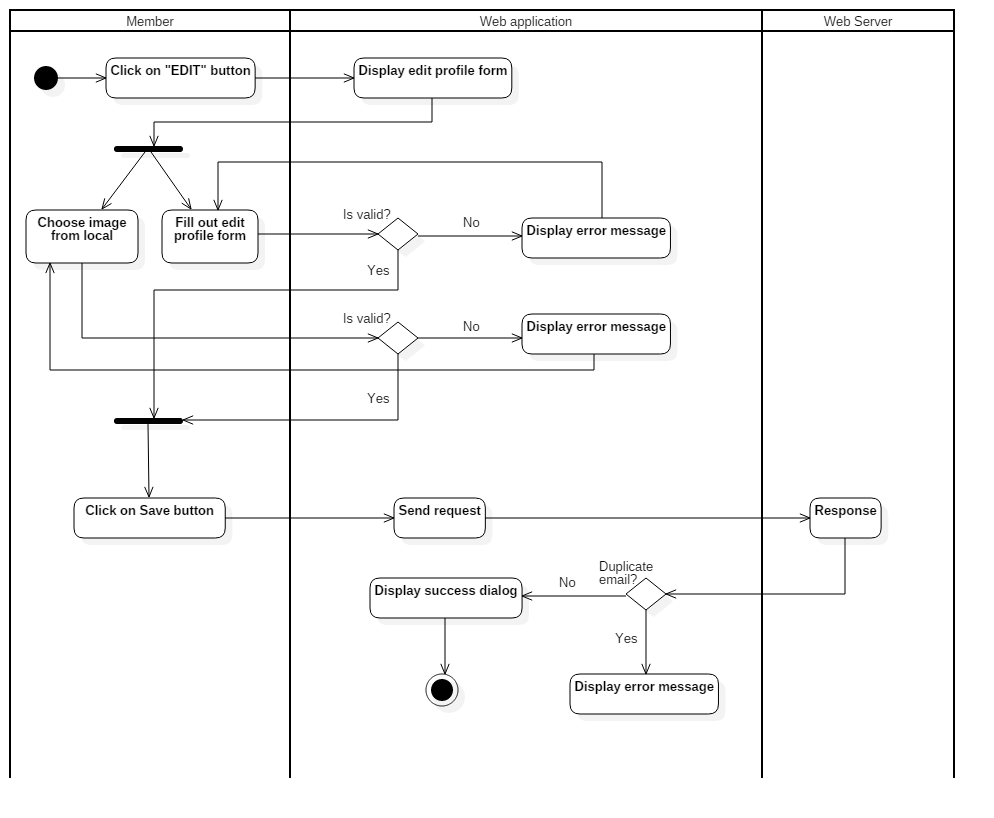 Member
Web application
Web Server
Click on "EDIT" button
Display edit profile form
Choose image
from local
Fill out edit
profile form
Is valid?
No
Display error message
Yes
Is valid?
No
Display error message
Yes
Click on Save button
Send request
Response
Duplicate
email?
No
Display success dialog
Yes
Display error message